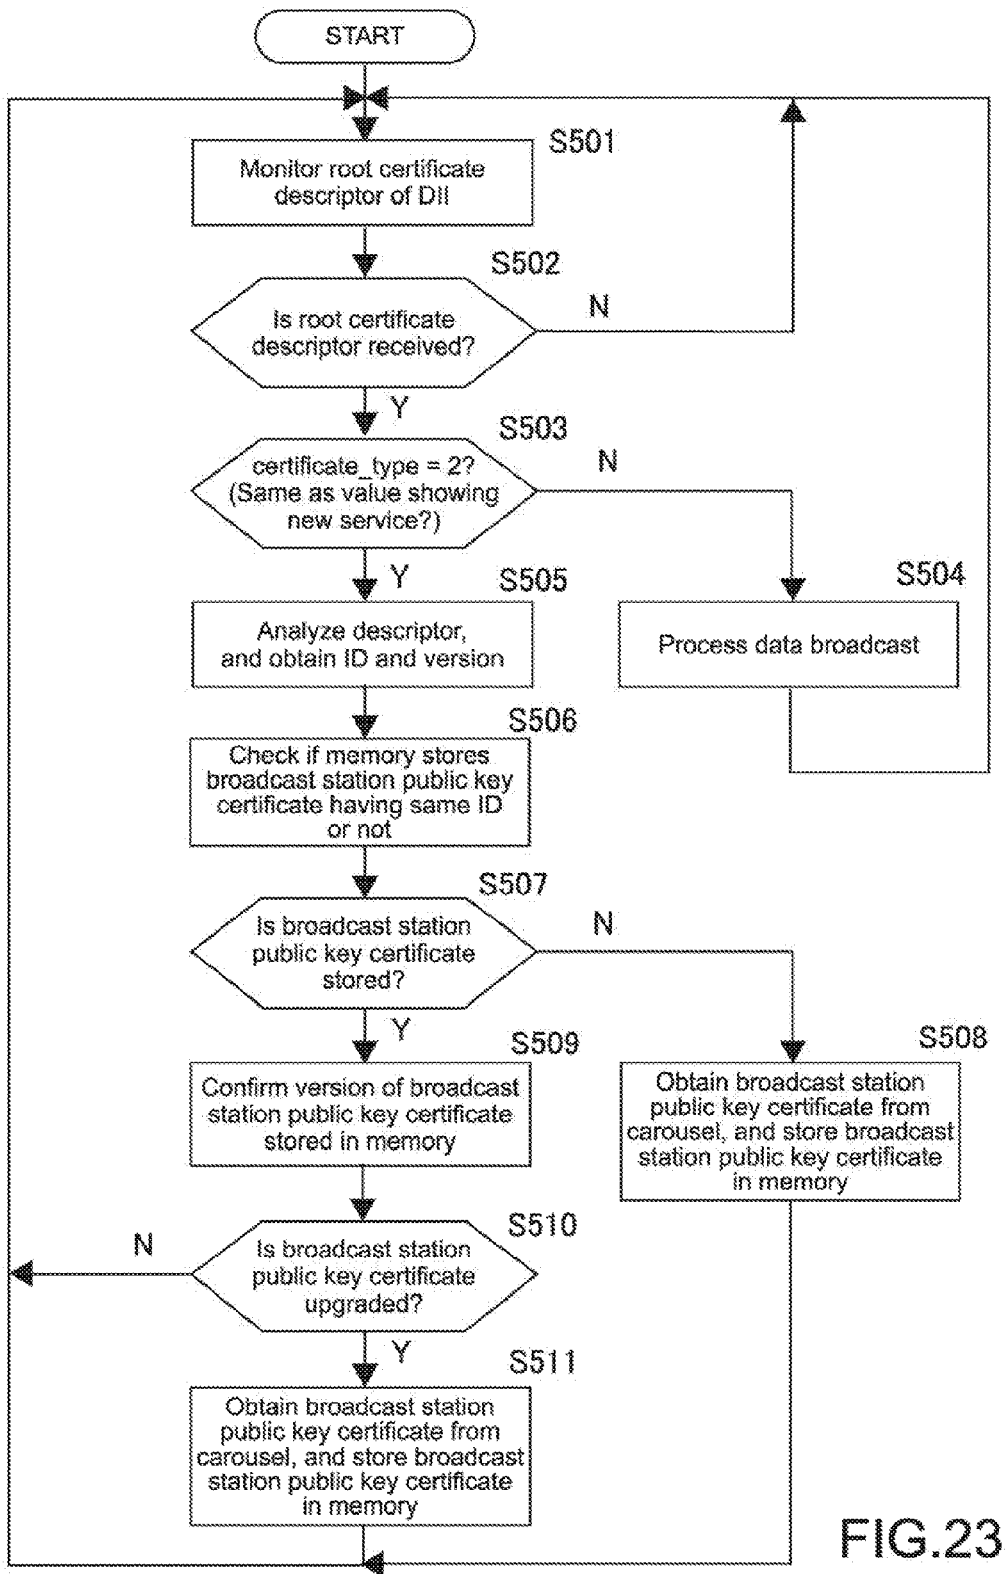 START
S501
Monitor root certificate
descriptor of DII
S502
Is root certificate
descriptor received?
N
Y
S503
certificate_type = 2?
(Same as value showing
new service?)
N
Y
S504
Process data broadcast
S505
Analyze descriptor,
and obtain ID and version
S506
Check if memory stores
broadcast station public key
certificate having same ID
or not
S507
Is broadcast station
public key certificate
stored?
N
Y
S508
Obtain broadcast station
public key certificate from
carousel, and store broadcast
station public key certificate
in memory
S509
Confirm version of broadcast
station public key certificate
stored in memory
S510
Is broadcast station
public key certificate
upgraded?
N
Y
S511
Obtain broadcast station
public key certificate from
carousel, and store broadcast
station public key certificate
in memory
FIG.23